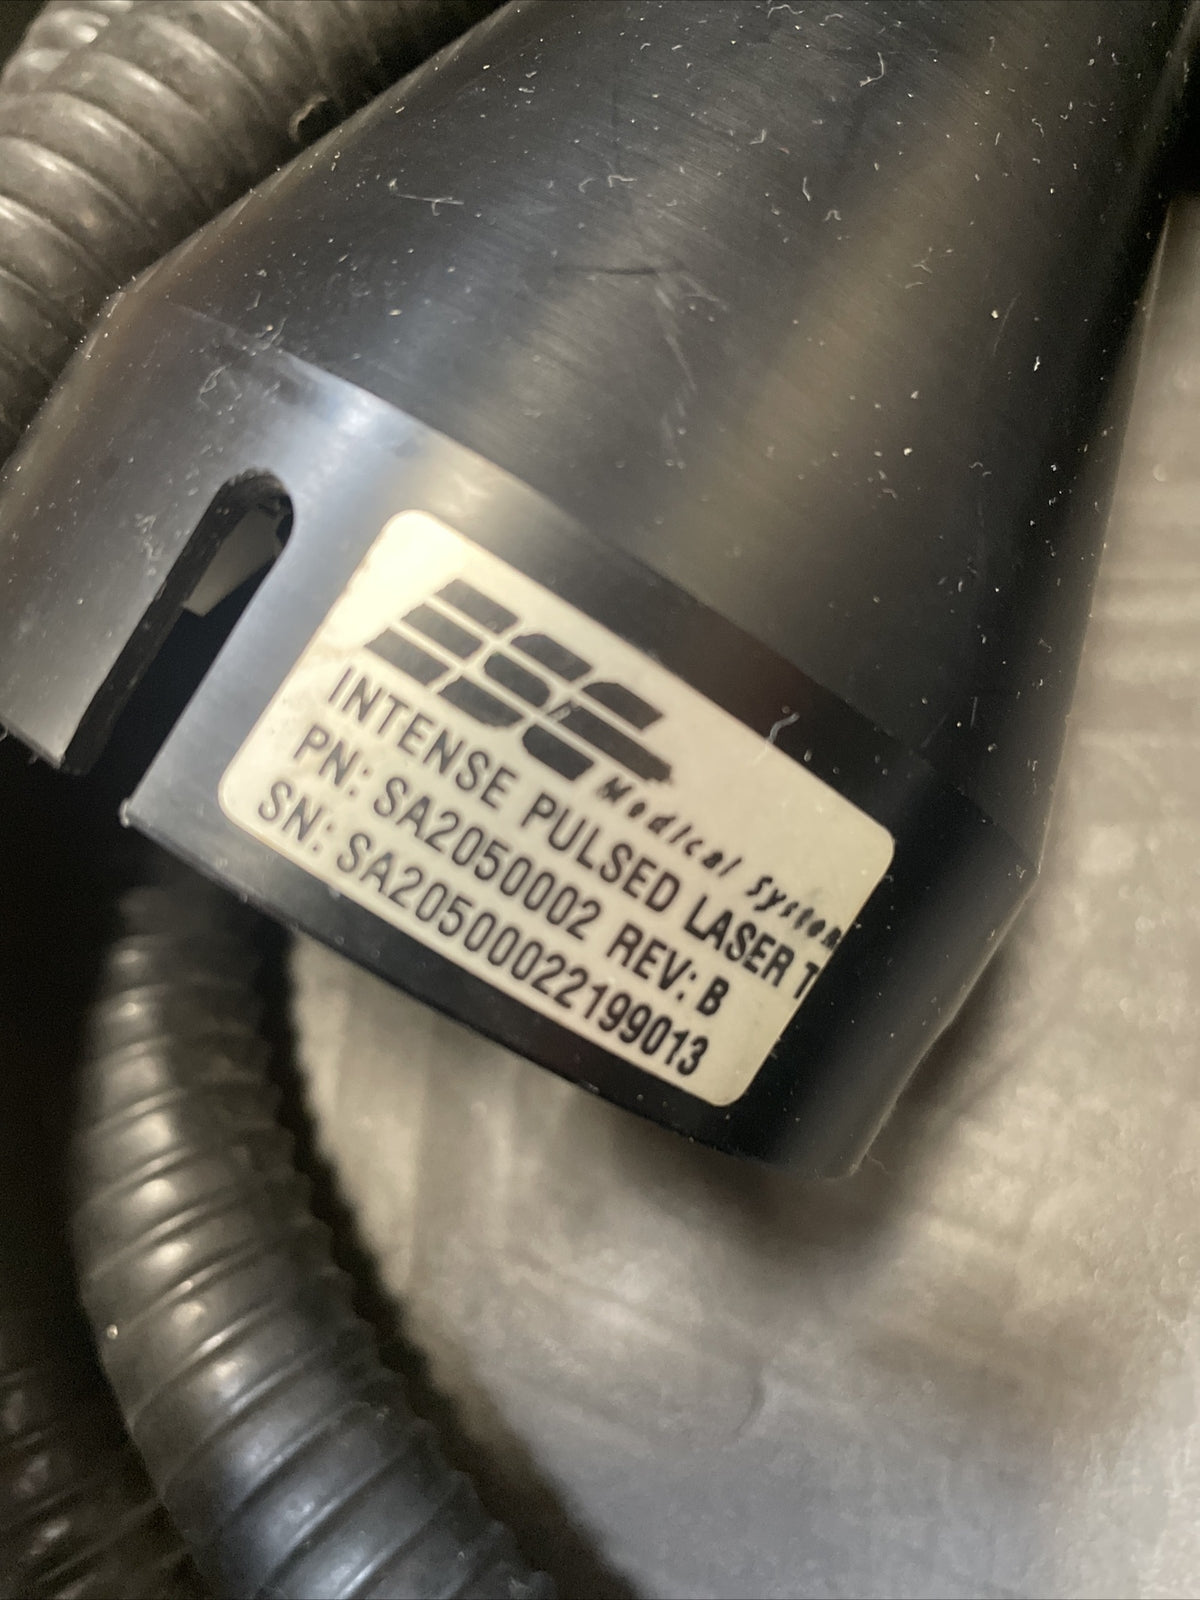 ESC
Medical System
INTENSE PULSED LASER T
PN: SA2050002 REV: B
SN: SA20500022199013